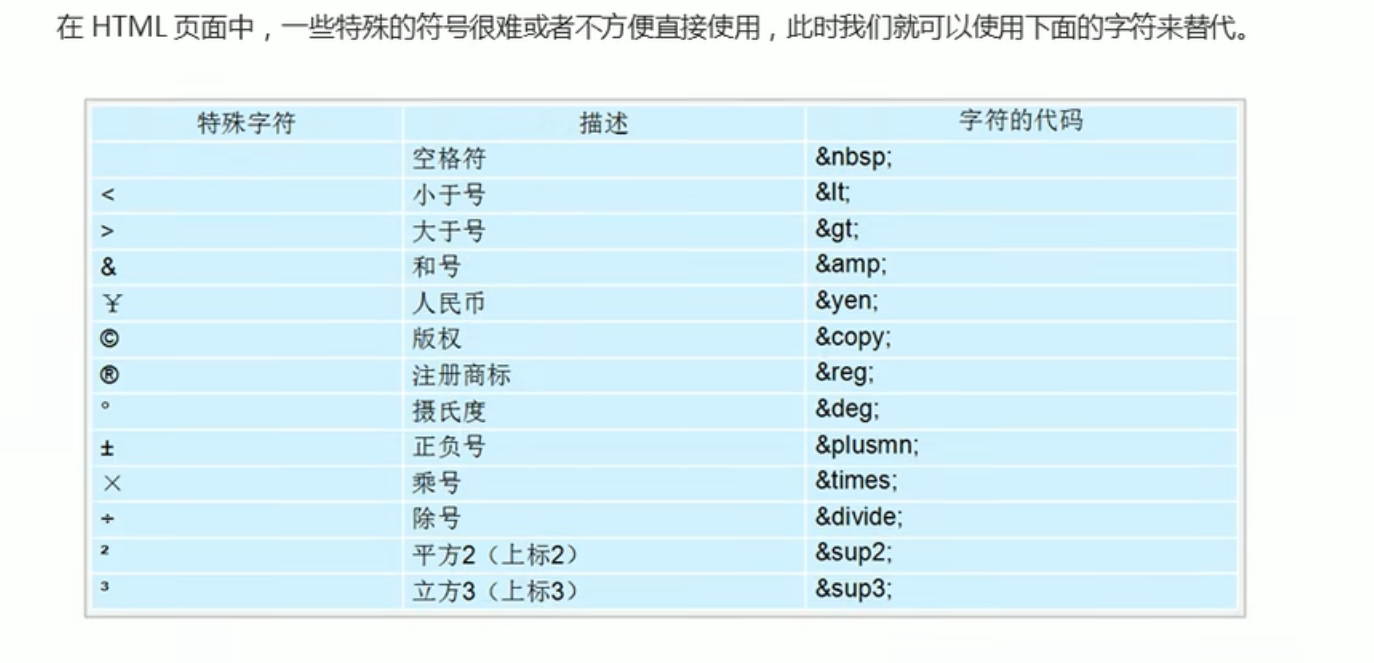 在 HTML 页面中，一些特殊的符号很难或者不方便直接使用，此时我们就可以使用下面的字符来替代。
特殊字符 描述 字符的代码
空格符 &nbsp;
< 小于号 &lt;
> 大于号 &gt;
& 和号 &amp;
¥ 人民币 &yen;
© 版权 &copy;
® 注册商标 &reg;
° 摄氏度 &deg;
± 正负号 &plusmn;
× 乘号 &times;
÷ 除号 &divide;
² 平方2（上标2） &sup2;
³ 立方3（上标3） &sup3;